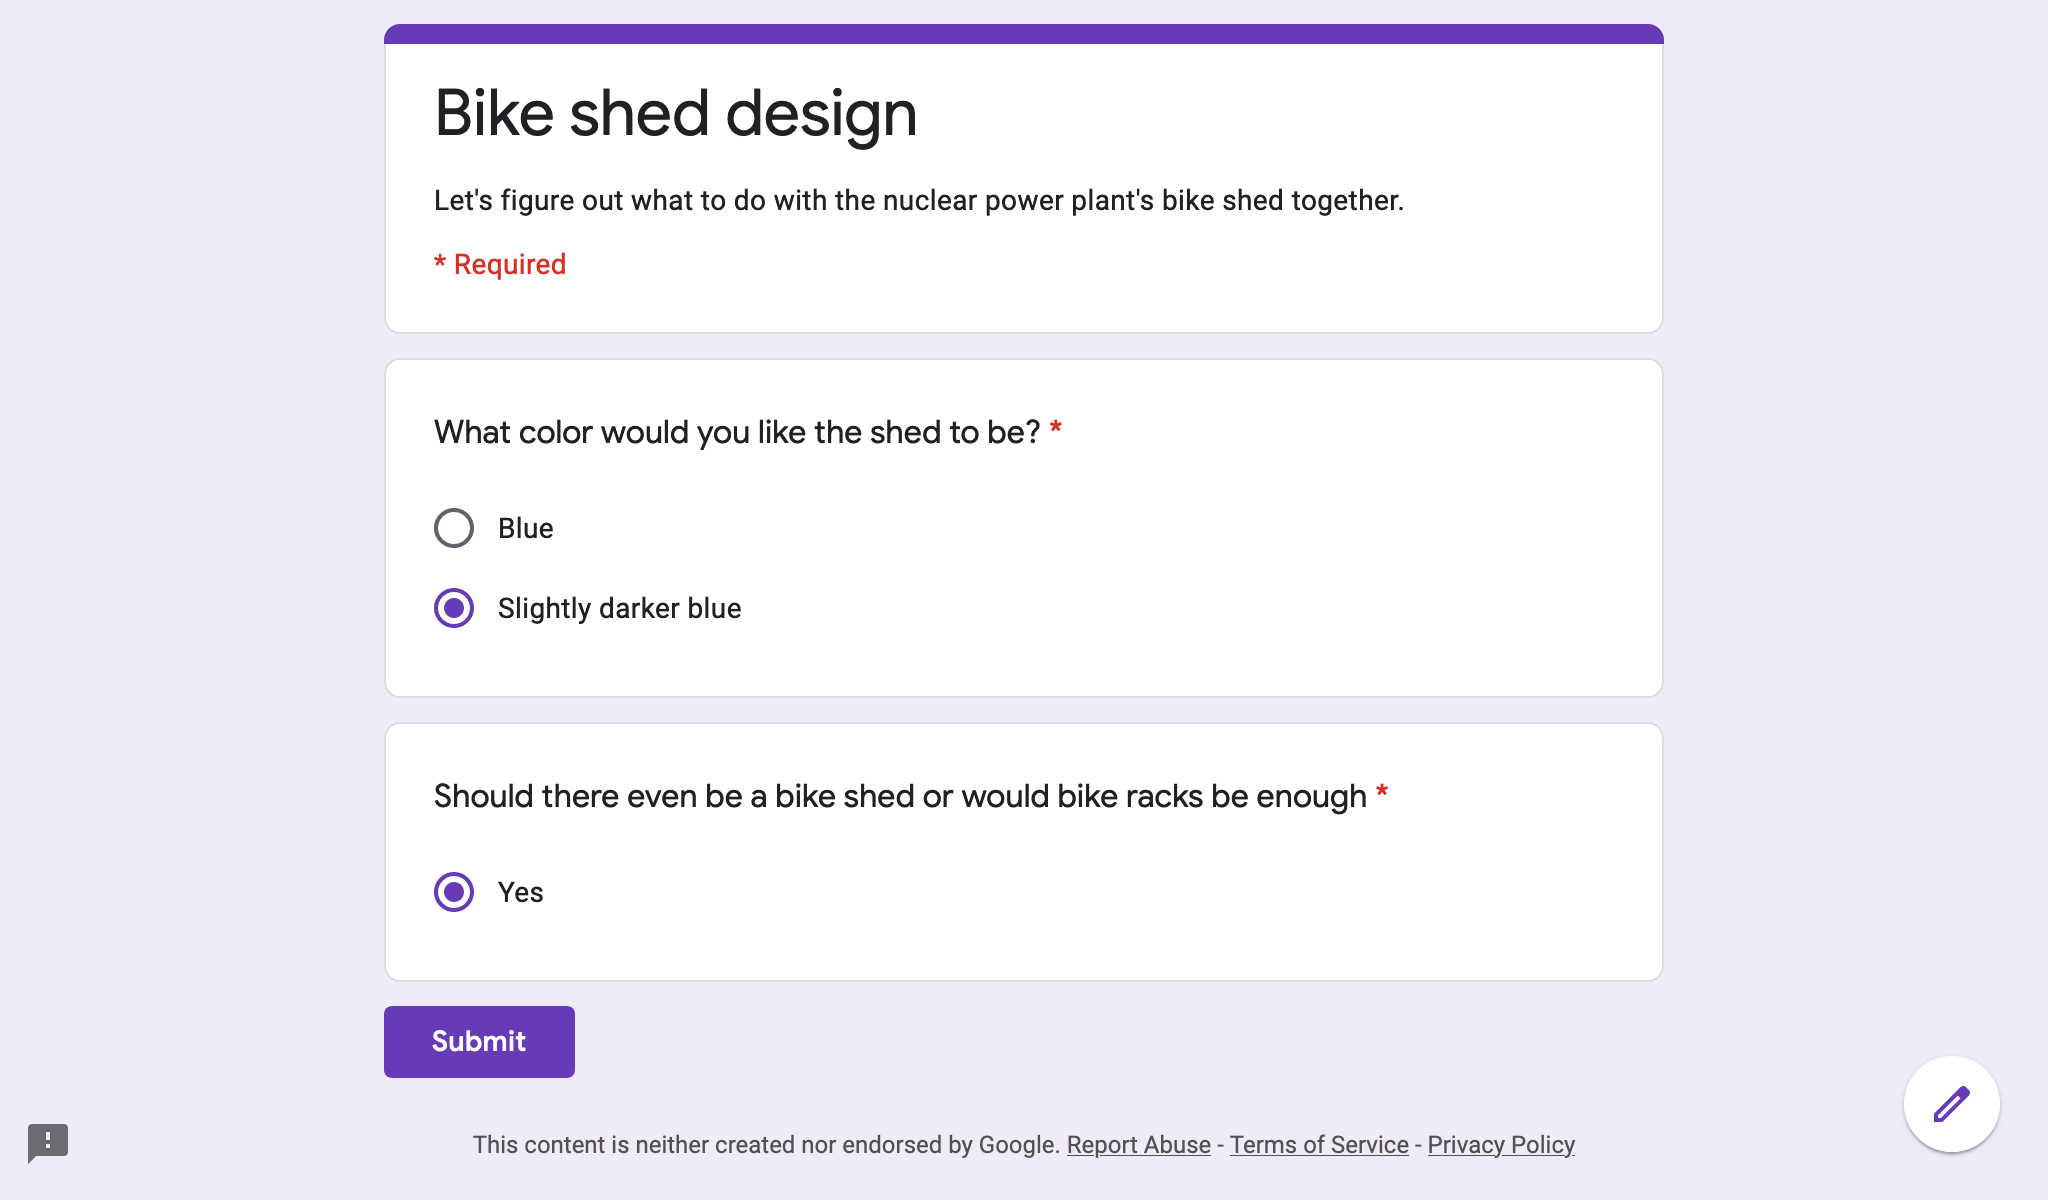 Bike shed design
Let's figure out what to do with the nuclear power plant's bike shed together.
* Required
What color would you like the shed to be? *
Blue
Slightly darker blue
Should there even be a bike shed or would bike racks be enough *
Yes
Submit
This content is neither created nor endorsed by Google. Report Abuse - Terms of Service - Privacy Policy